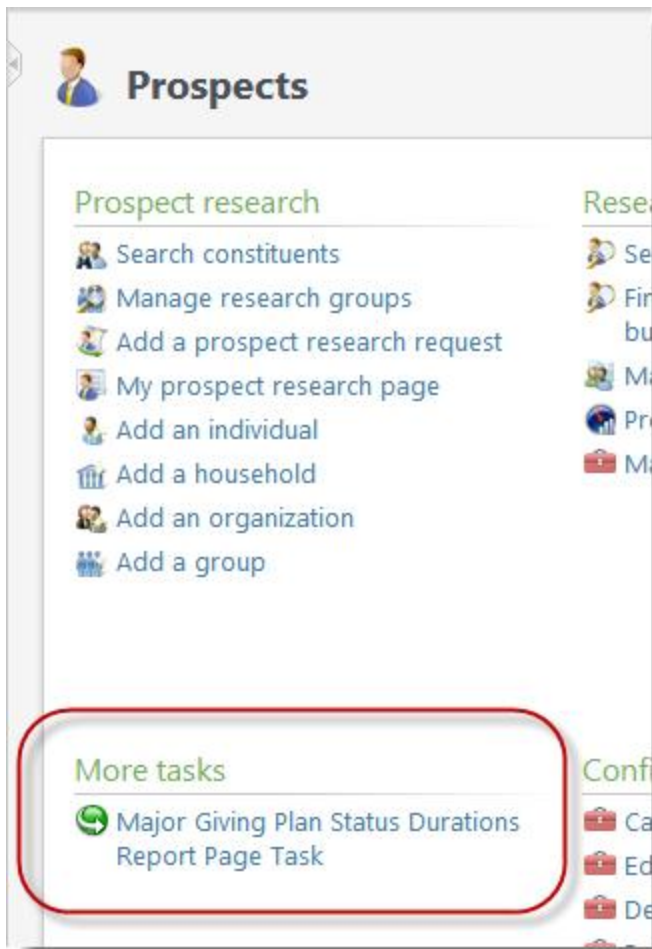 Prospects
Prospect research
Search constituents
Manage research groups
Add a prospect research request
My prospect research page
Add an individual
Add a household
Add an organization
Add a group
More tasks
Major Giving Plan Status Durations
Report Page Task